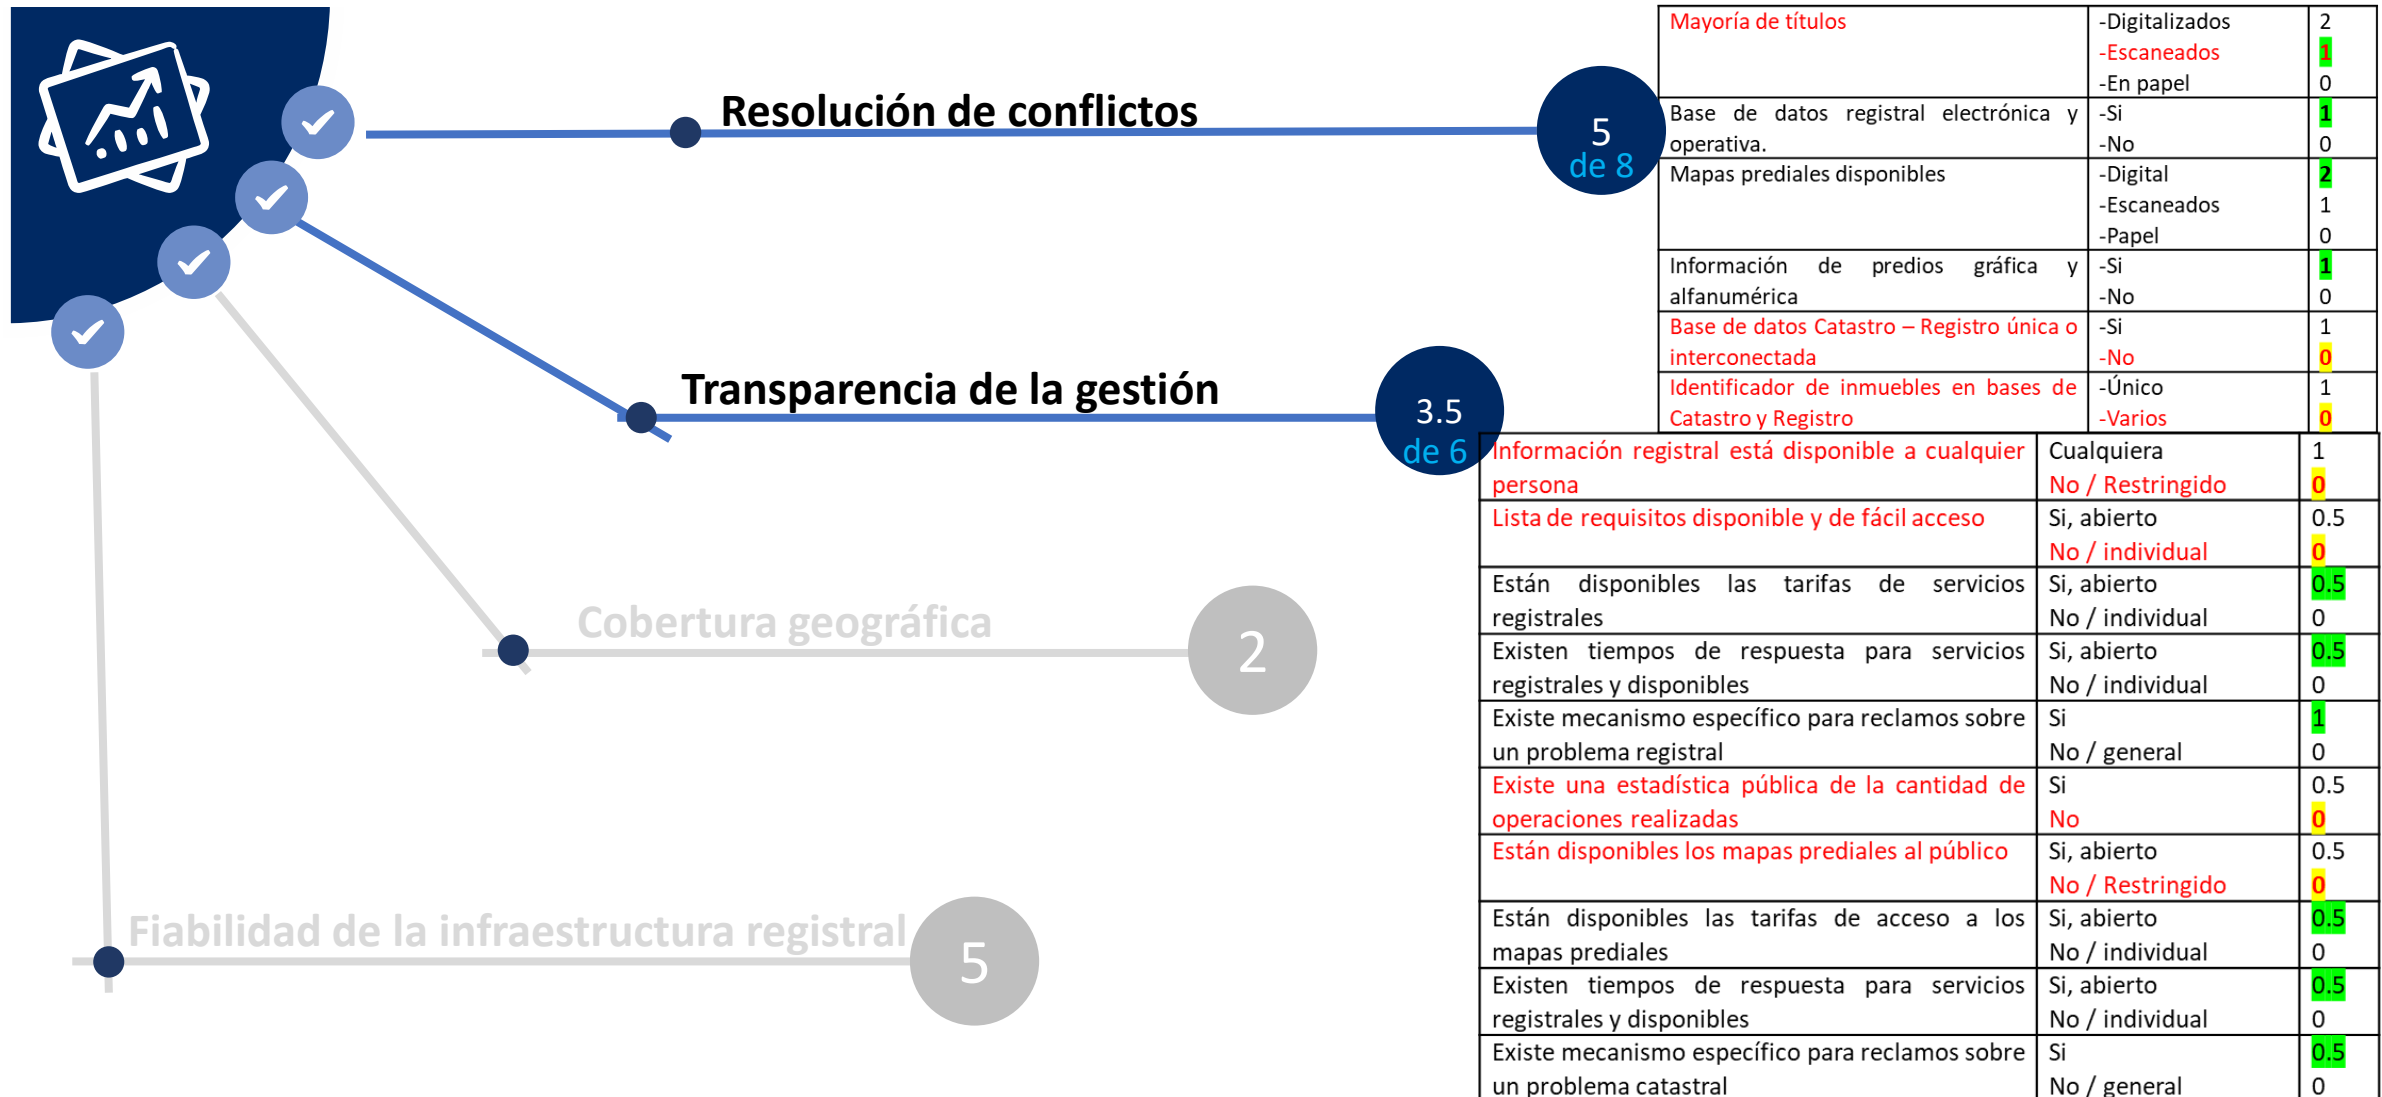 Resolución de conflictos
5
de 8
Transparencia de la gestión
3.5
de 6
Cobertura geográfica
2
Fiabilidad de la infraestructura registral
5
Mayoría de títulos -Digitalizados 2
-Escaneados 1
-En papel 0
Base de datos registral electrónica y -Si 1
operativa. -No 0
Mapas prediales disponibles -Digital 2
-Escaneados 1
-Papel 0
Información de predios gráfica y -Si 1
alfanumérica -No 0
Base de datos Catastro – Registro única o -Si 1
interconectada -No 0
Identificador de inmuebles en bases de -Único 1
Catastro y Registro -Varios 0
Información registral está disponible a cualquier Cualquiera 1
persona No / Restringido 0
Lista de requisitos disponible y de fácil acceso Si, abierto 0.5
No / individual 0
Están disponibles las tarifas de servicios Si, abierto 0.5
registrales No / individual 0
Existen tiempos de respuesta para servicios Si, abierto 0.5
registrales y disponibles No / individual 0
Existe mecanismo específico para reclamos sobre Si 1
un problema registral No / general 0
Existe una estadística pública de la cantidad de Si 0.5
operaciones realizadas No 0
Están disponibles los mapas prediales al público Si, abierto 0.5
No / Restringido 0
Están disponibles las tarifas de acceso a los Si, abierto 0.5
mapas prediales No / individual 0
Existen tiempos de respuesta para servicios Si, abierto 0.5
registrales y disponibles No / individual 0
Existe mecanismo específico para reclamos sobre Si 0.5
un problema catastral No / general 0